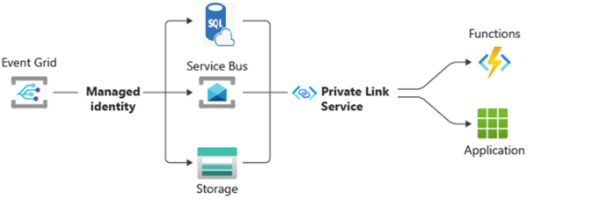 Event Grid
Managed
identity
SQL
Service Bus
Storage
Private Link
Service
Functions
Application